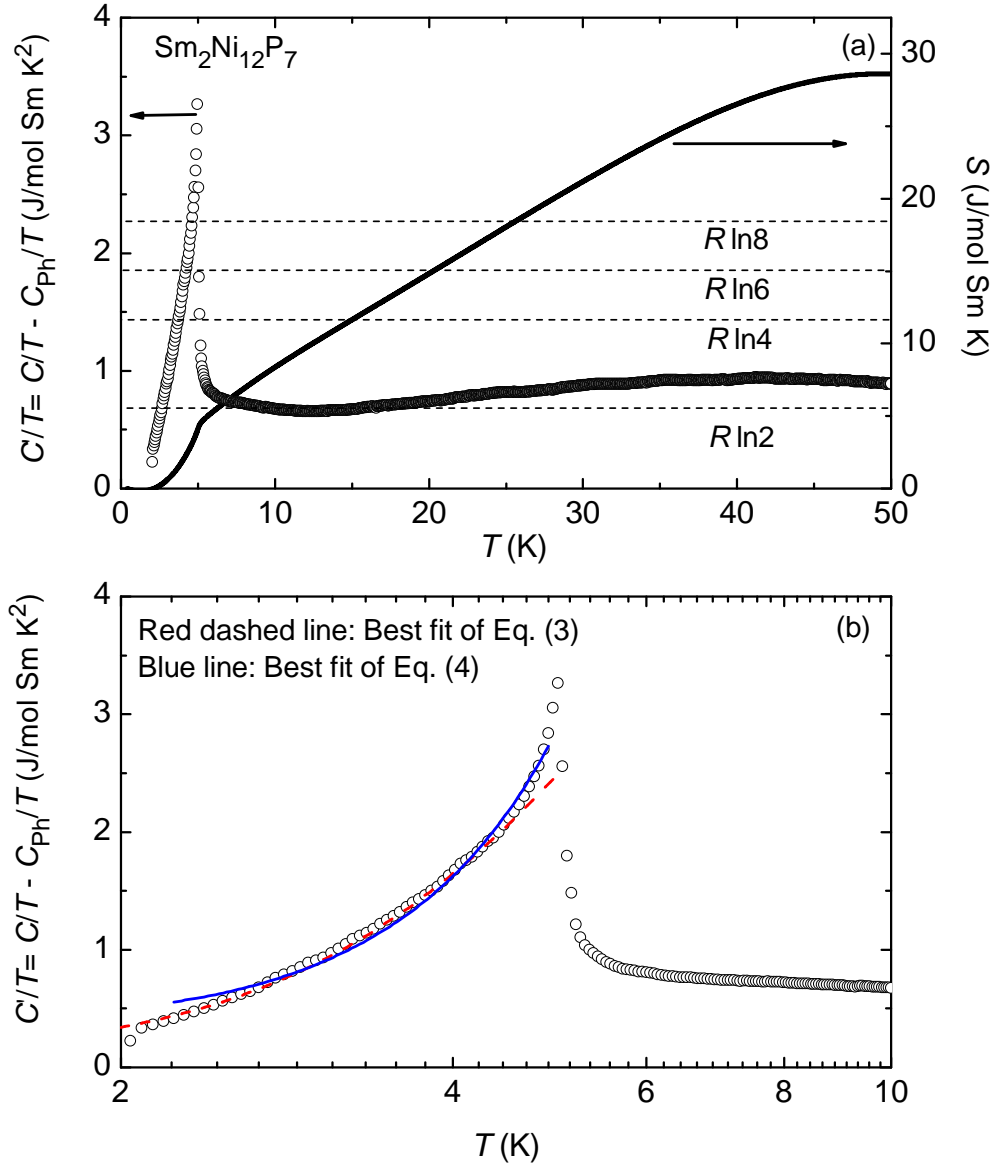 Sm₂Ni₁₂P₇
(a)
C/T= C/T - C_Ph/T (J/mol Sm K²)
4
3
2
1
0
30
20
10
0
S (J/mol Sm K)
R ln8
R ln6
R ln4
R ln2
0 10 20 30 40 50
T (K)
Red dashed line: Best fit of Eq. (3)
Blue line: Best fit of Eq. (4)
(b)
C'/T= C/T - C_Ph/T (J/mol Sm K²)
4
3
2
1
0
2 4 6 8 10
T (K)